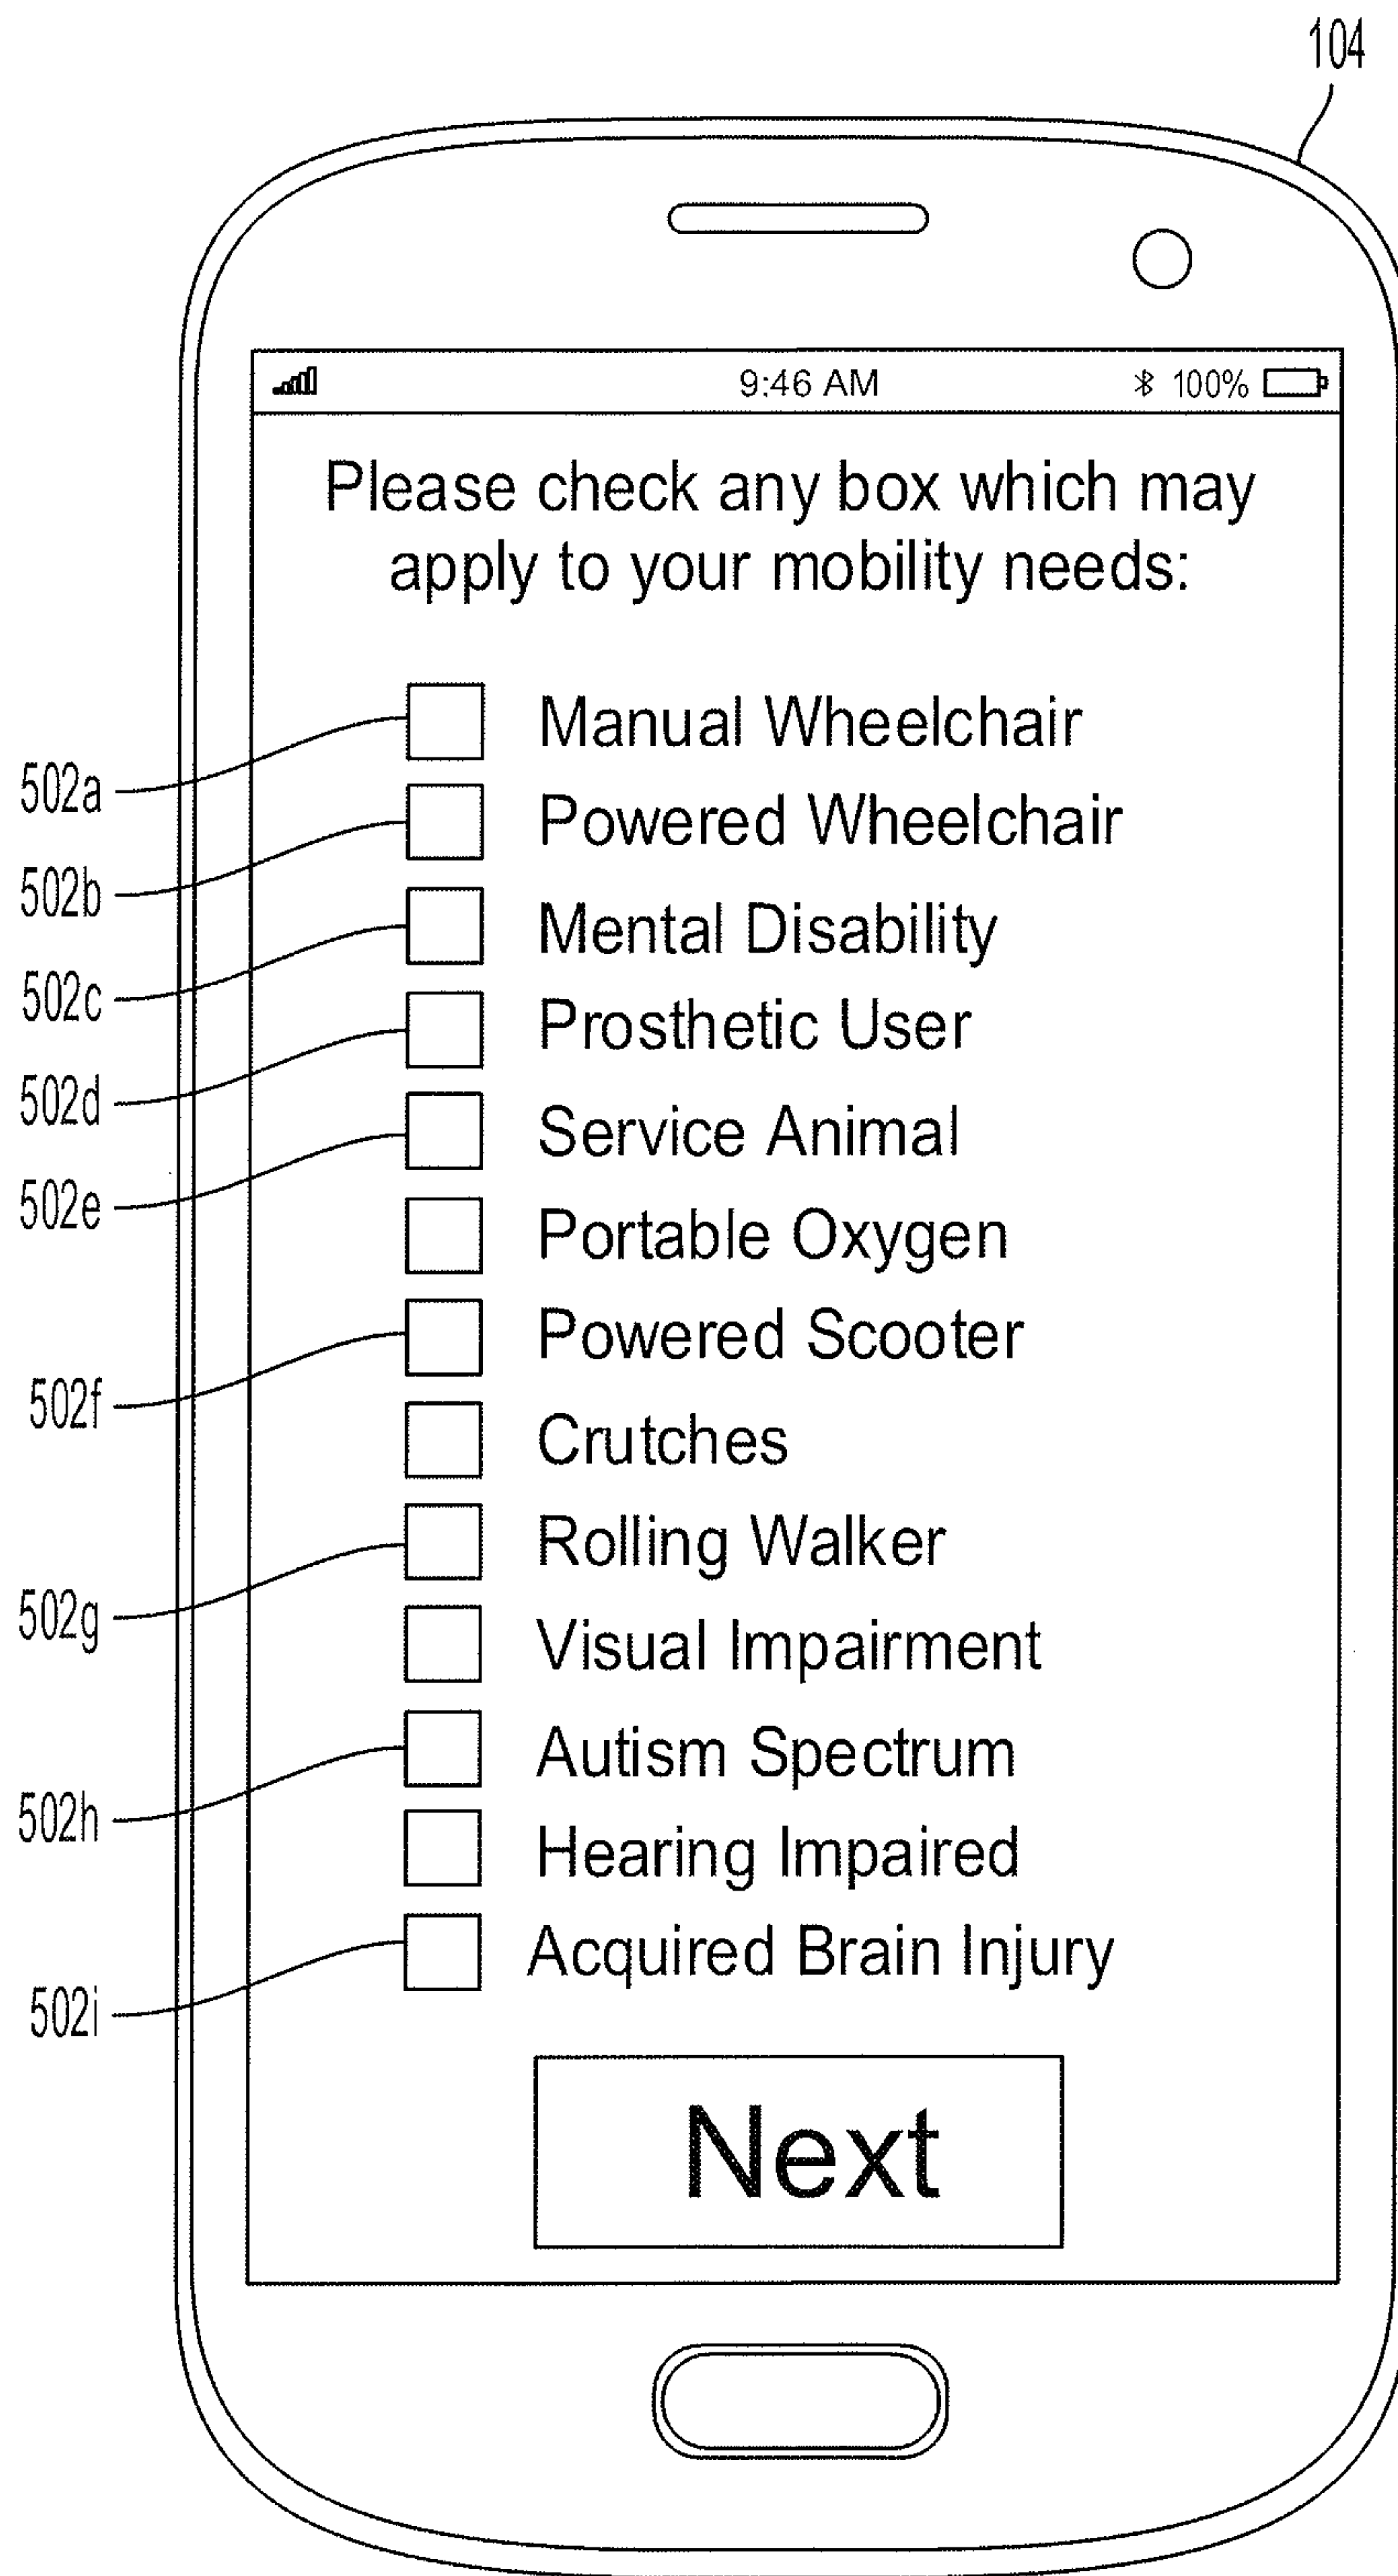 104
9:46 AM 100%
Please check any box which may
apply to your mobility needs:
Manual Wheelchair
502a
Powered Wheelchair
502b
Mental Disability
502c
Prosthetic User
502d
Service Animal
502e
Portable Oxygen
Powered Scooter
502f
Crutches
Rolling Walker
502g
Visual Impairment
Autism Spectrum
502h
Hearing Impaired
Acquired Brain Injury
502i
Next